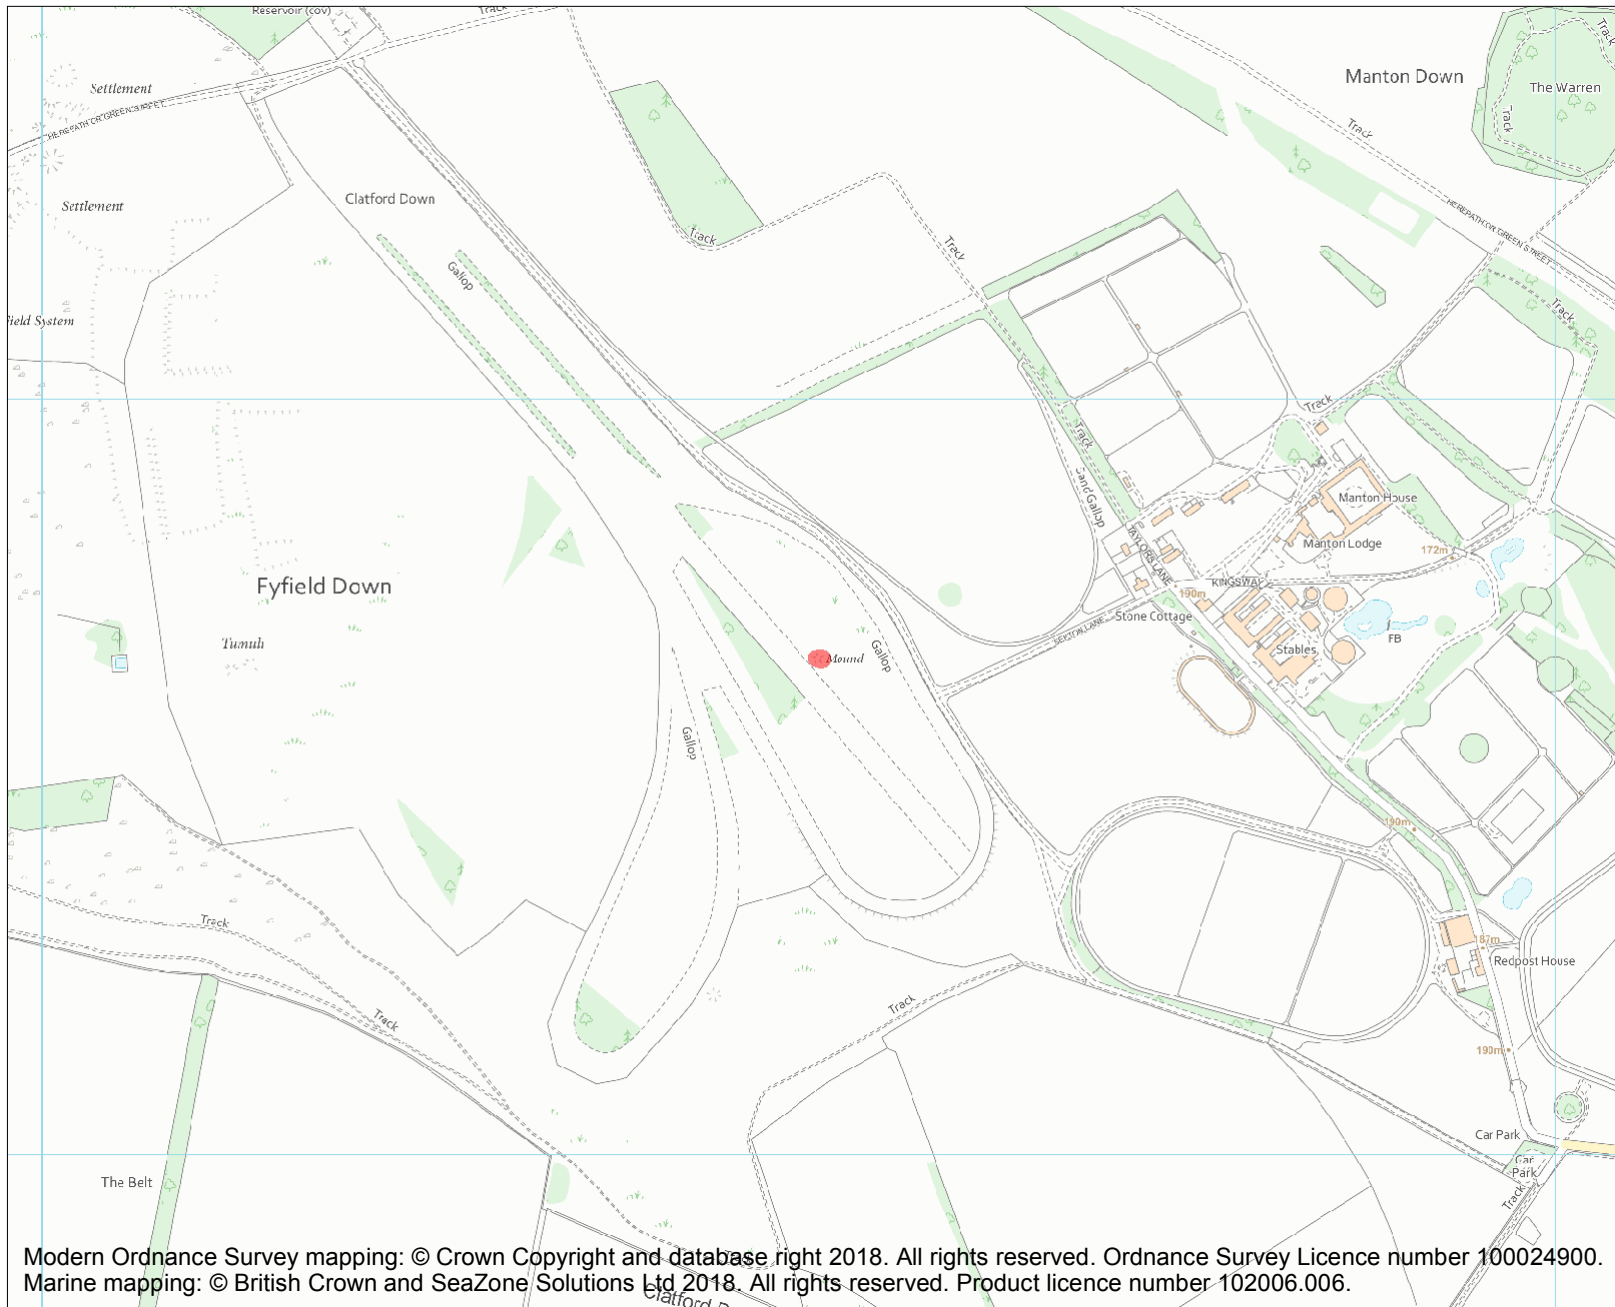 Reservoir (cov)
Track
Settlement
HEREPATH OR GREEN STREET
Manton Down
The Warren
Track
Track
Track
Settlement
Clatford Down
Track
Track
HEREPATH OR GREEN STREET
Gallop
Track
Field System
Track
Track
Sand Gallop
Manton House
TAYLORS LANE
Manton Lodge
172m
Fyfield Down
KINGSWAY
190m
Stone Cottage
SEKTON LANE
FB
Tumuli
Stables
Mound
Gallop
Gallop
190m
Track
187m
Redpost House
Track
Track
190m
Car Park
Car
Park
The Belt
Track
Track
Modern Ordnance Survey mapping: © Crown Copyright and database right 2018. All rights reserved. Ordnance Survey Licence number 100024900.
Marine mapping: © British Crown and SeaZone Solutions Ltd 2018. All rights reserved. Product licence number 102006.006.
Clatford